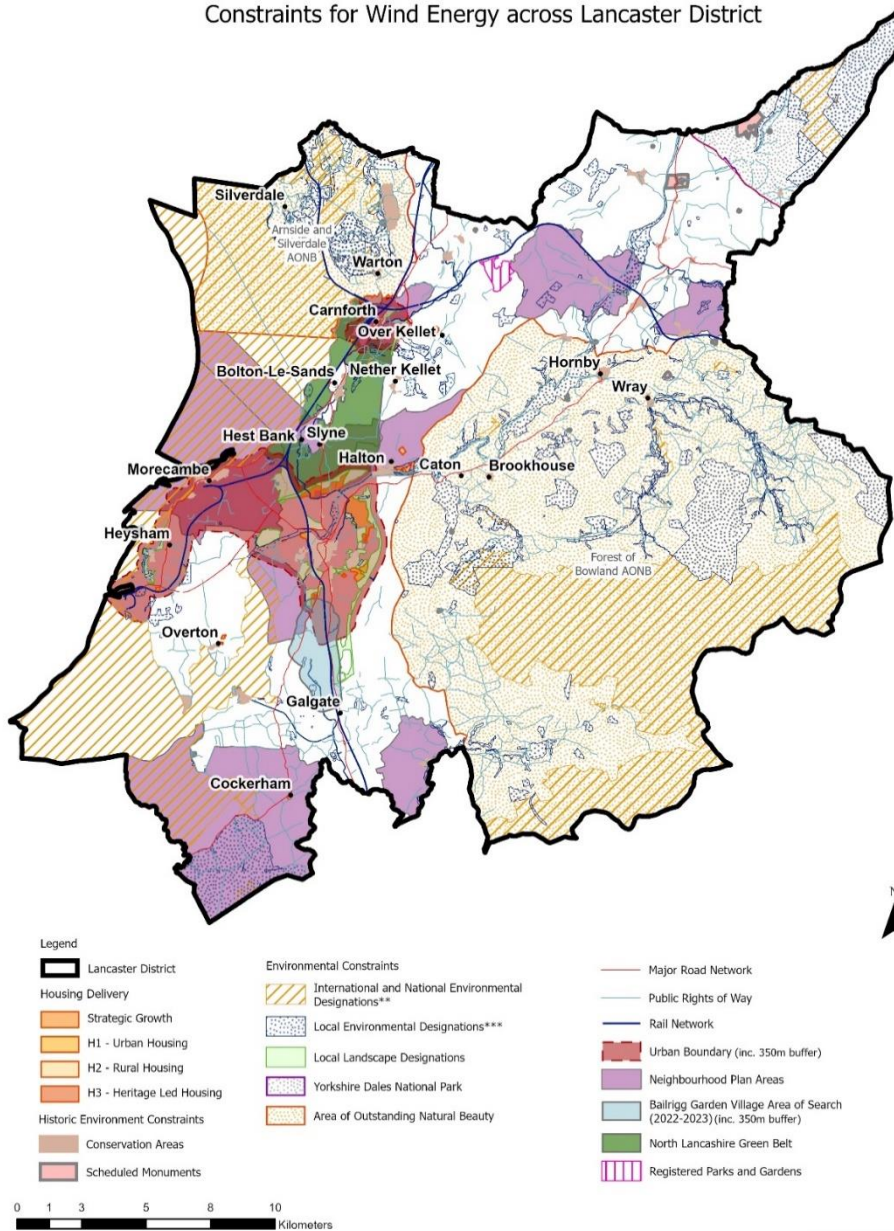 Constraints for Wind Energy across Lancaster District
Silverdale
Arnside and
Silverdale
AONB
Warton
Carnforth
Over Kellet
Bolton-Le-Sands
Nether Kellet
Hornby
Wray
Hest Bank
Slyne
Halton
Caton
Brookhouse
Morecambe
Heysham
Forest of
Bowland AONB
Overton
Galgate
Cockerham
N
Legend
Lancaster District
Housing Delivery
Strategic Growth
H1 - Urban Housing
H2 - Rural Housing
H3 - Heritage Led Housing
Historic Environment Constraints
Conservation Areas
Scheduled Monuments
Environmental Constraints
International and National Environmental
Designations**
Local Environmental Designations***
Local Landscape Designations
Yorkshire Dales National Park
Area of Outstanding Natural Beauty
Major Road Network
Public Rights of Way
Rail Network
Urban Boundary (inc. 350m buffer)
Neighbourhood Plan Areas
Bailrigg Garden Village Area of Search
(2022-2023) (inc. 350m buffer)
North Lancashire Green Belt
Registered Parks and Gardens
0 1 3 5 8 10
Kilometers